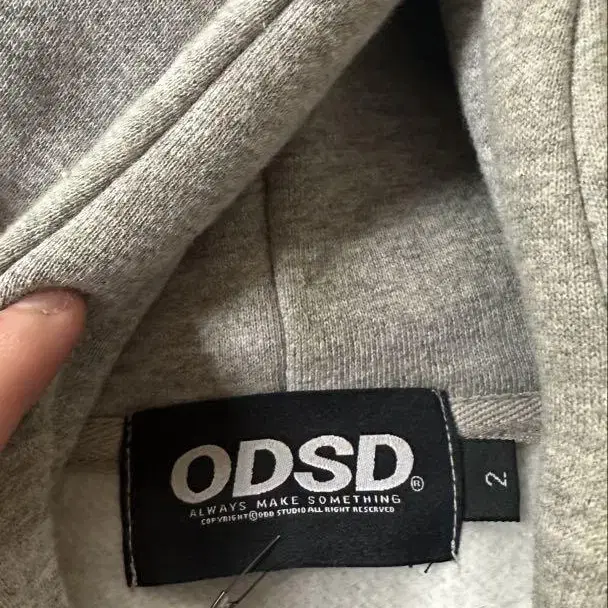 ODSD®
ALWAYS MAKE SOMETHING
COPYRIGHT©ODD STUDIO ALL RIGHT RESERVED
2